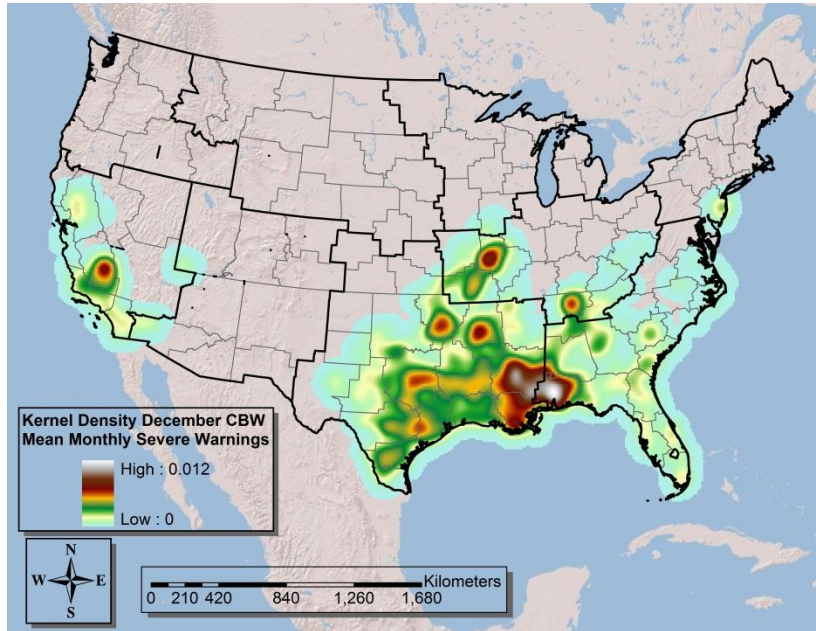 Kernel Density December CBW
Mean Monthly Severe Warnings
High : 0.012
Low : 0
N
W E
S
Kilometers
0 210 420 840 1,260 1,680